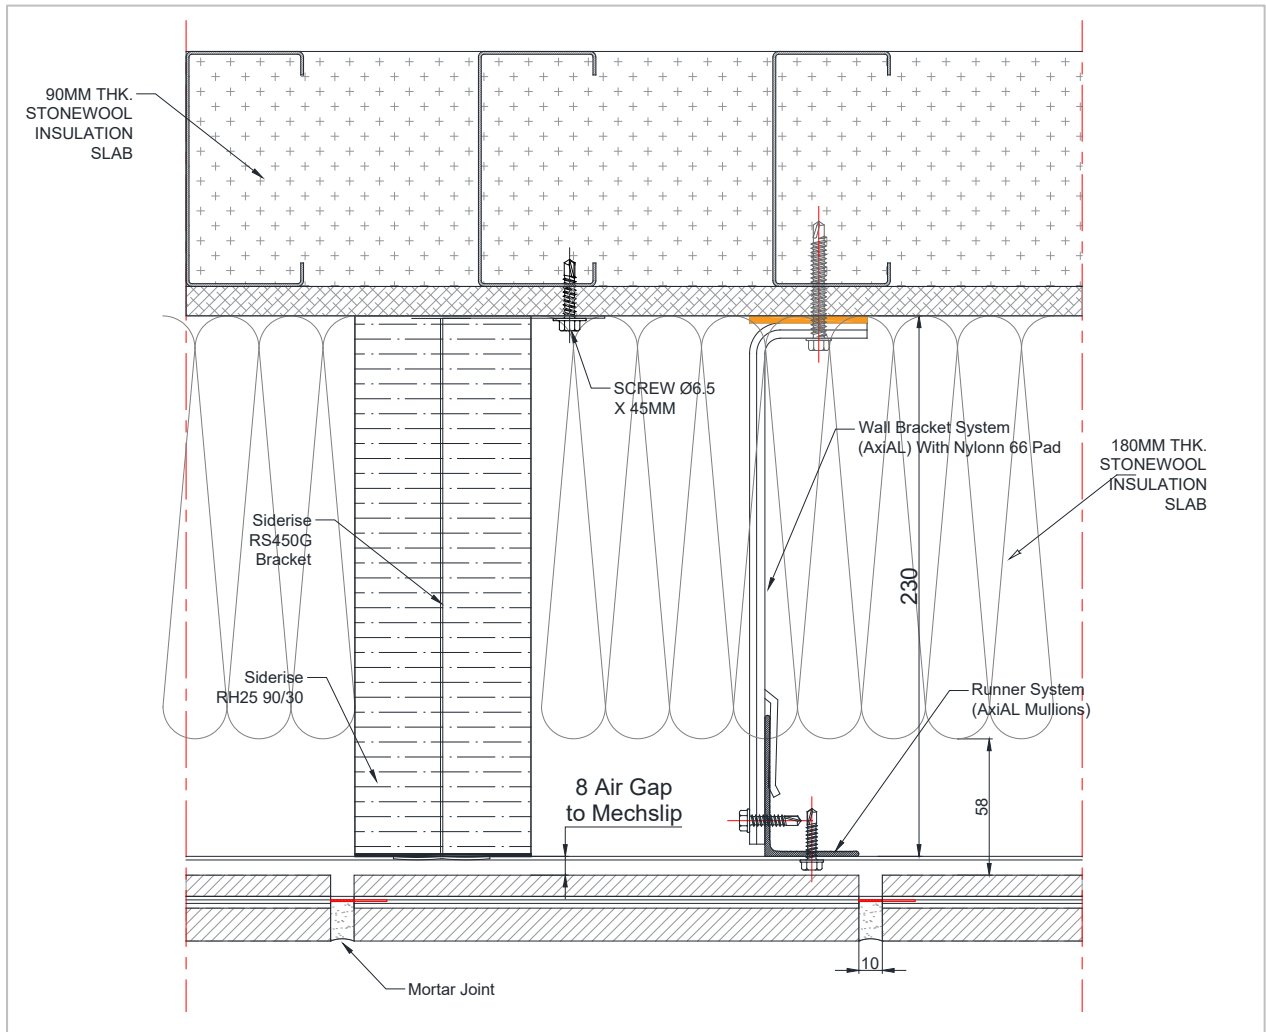 90MM THK.
STONEWOOL
INSULATION
SLAB
SCREW Ø6.5
X 45MM
Wall Bracket System
(AxiAL) With Nylonn 66 Pad
180MM THK.
STONEWOOL
INSULATION
SLAB
Siderise
RS450G
Bracket
230
Siderise
RH25 90/30
Runner System
(AxiAL Mullions)
8 Air Gap
to Mechslip
58
10
Mortar Joint